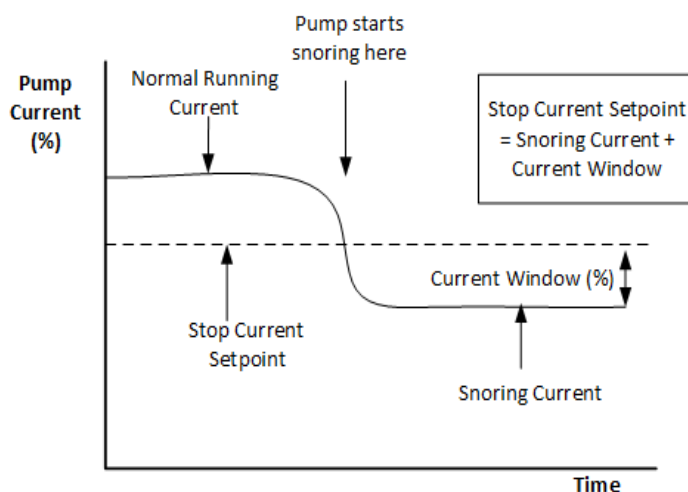 Pump starts
snoring here
Pump
Current
(%)
Normal Running
Current
Stop Current Setpoint
= Snoring Current +
Current Window
Current Window (%)
Stop Current
Setpoint
Snoring Current
Time